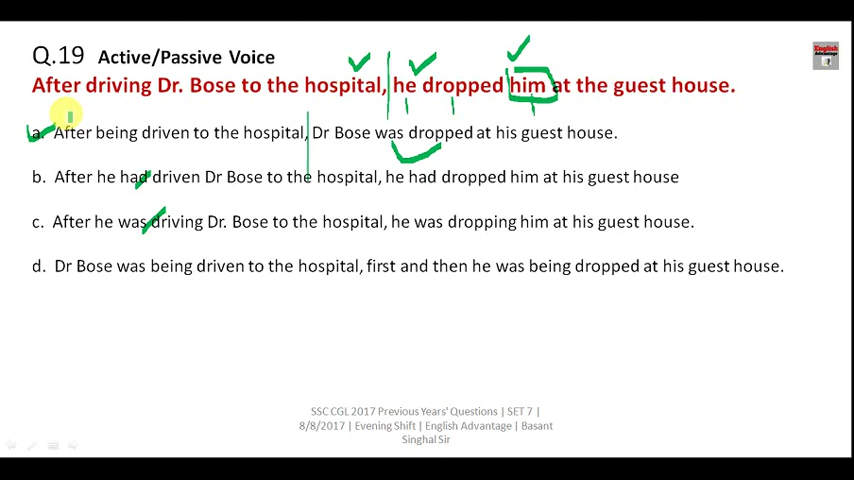 Q.19 Active/Passive Voice
English
Advantage
After driving Dr. Bose to the hospital, he dropped him at the guest house.
a. After being driven to the hospital, Dr Bose was dropped at his guest house.
b. After he had driven Dr Bose to the hospital, he had dropped him at his guest house
c. After he was driving Dr. Bose to the hospital, he was dropping him at his guest house.
d. Dr Bose was being driven to the hospital, first and then he was being dropped at his guest house.
SSC CGL 2017 Previous Years' Questions | SET 7 |
8/8/2017 | Evening Shift | English Advantage | Basant
Singhal Sir